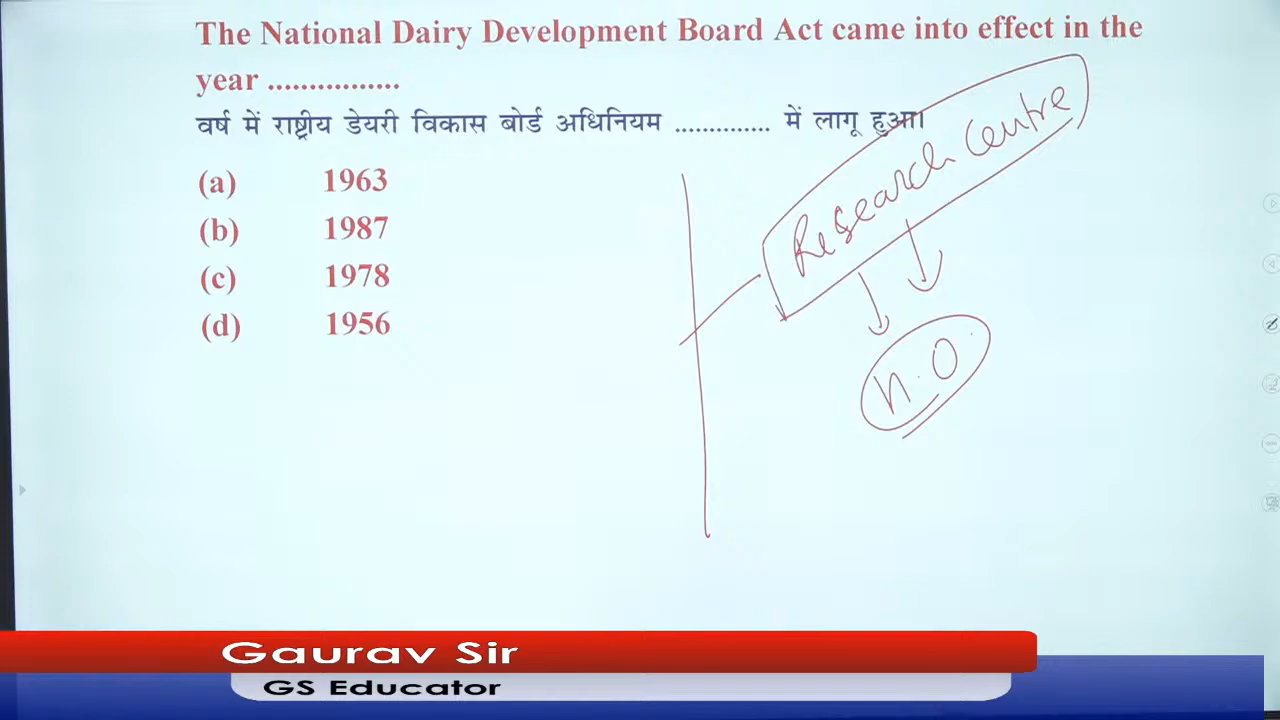 The National Dairy Development Board Act came into effect in the
year ................
वर्ष में राष्ट्रीय डेयरी विकास बोर्ड अधिनियम .............. में लागू हुआ।
(a) 1963
(b) 1987
(c) 1978
(d) 1956
Research Centre
H.O.
Gaurav Sir
GS Educator